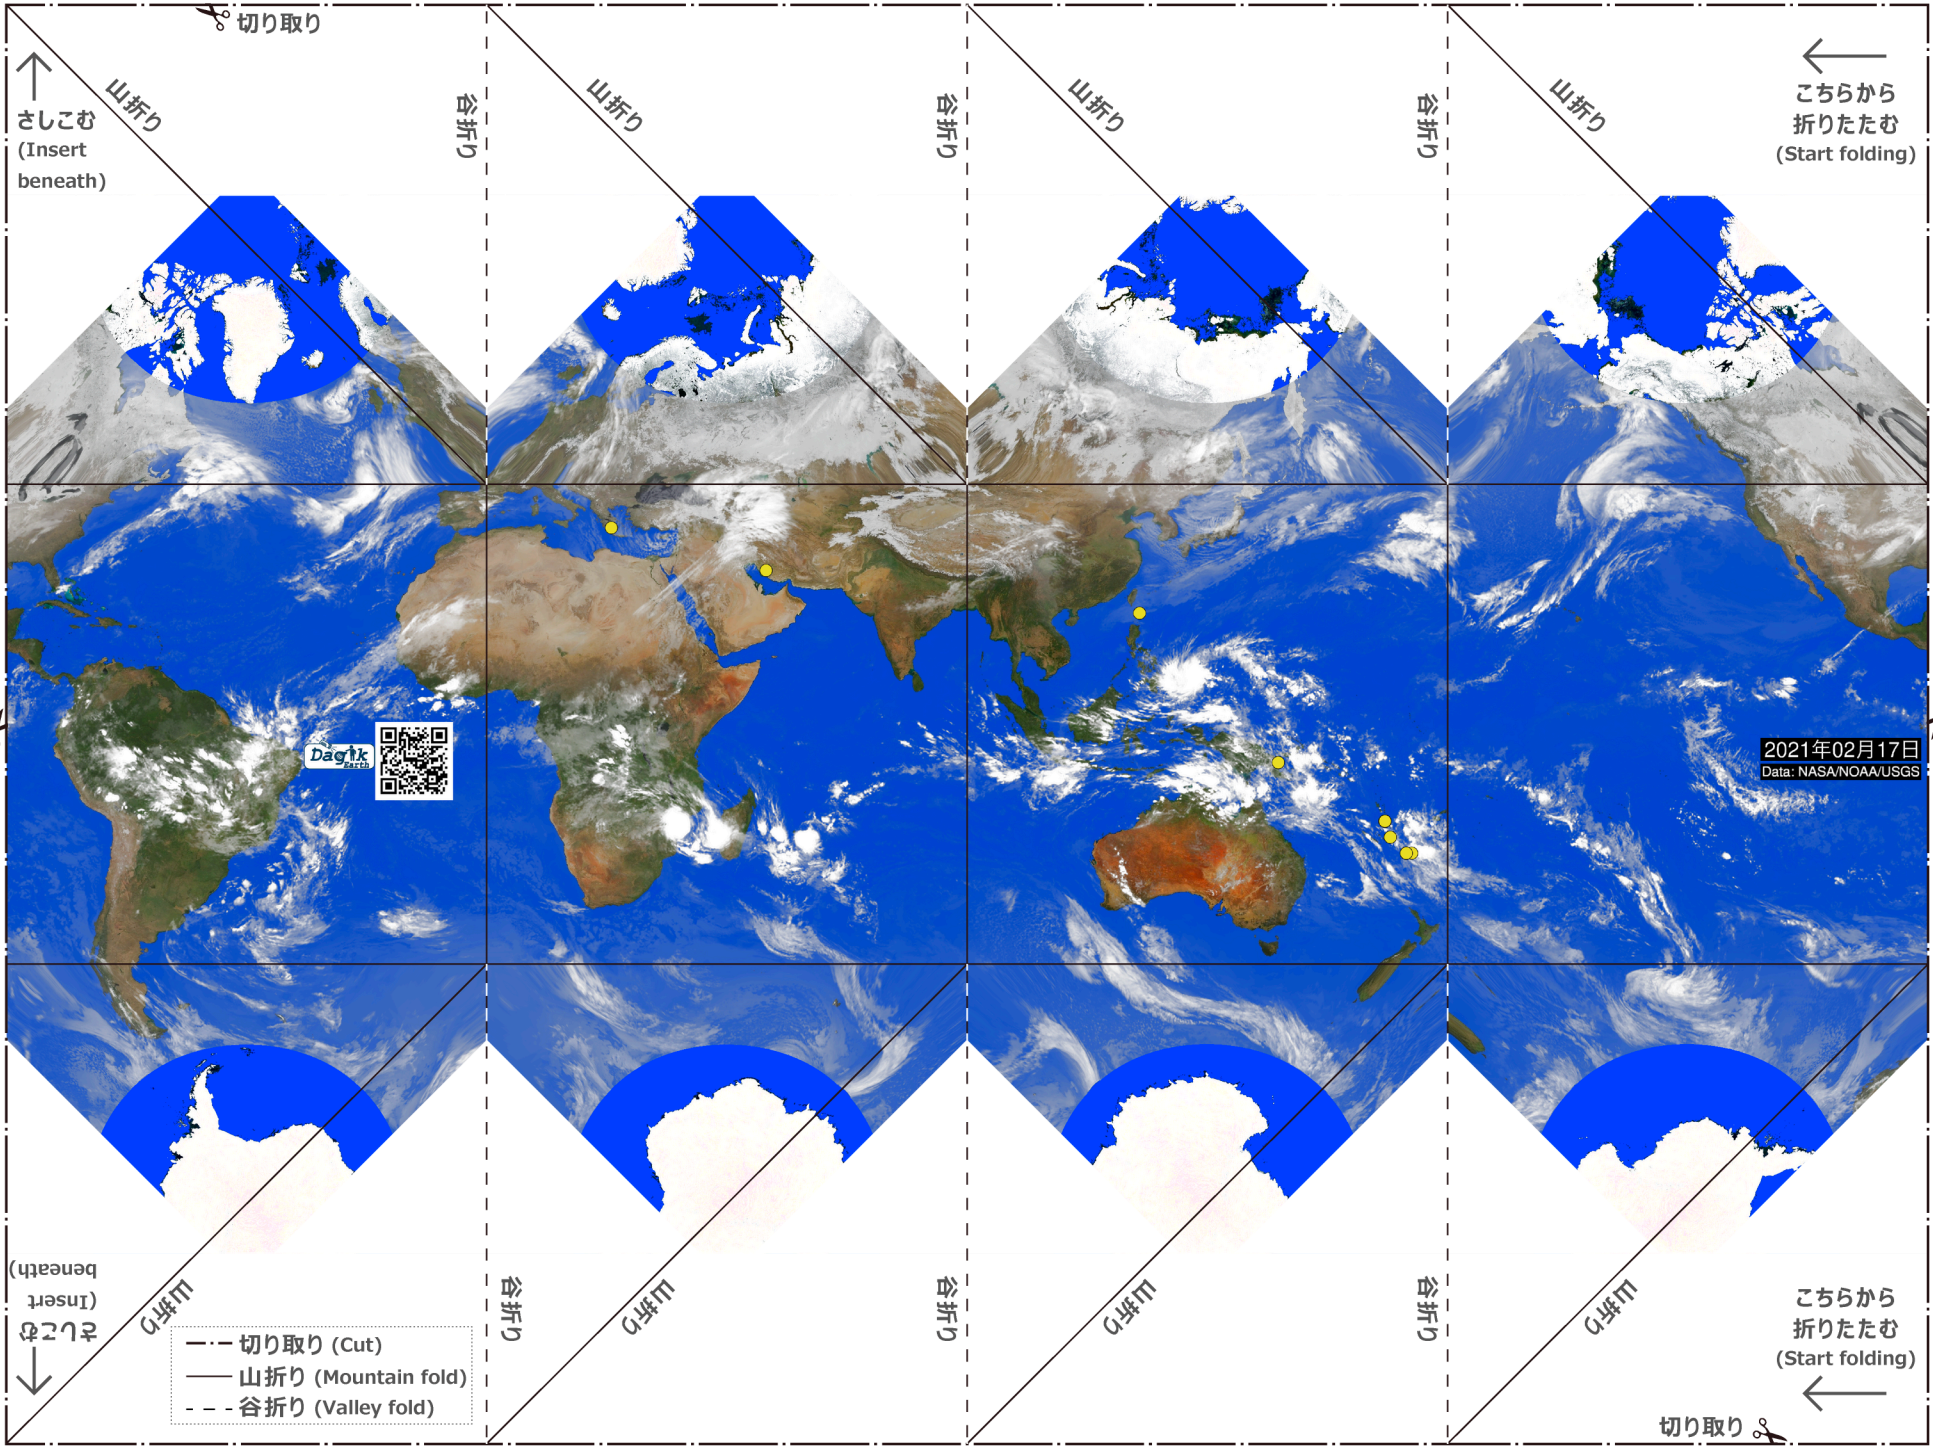 切り取り
山折り
谷折り
山折り
谷折り
山折り
谷折り
山折り
さしこむ
(Insert
beneath)
こちらから
折りたたむ
(Start folding)
Dagik
Earth
2021年02月17日
Data: NASA/NOAA/USGS
さしこむ
(Insert
beneath)
山折り
谷折り
山折り
谷折り
山折り
谷折り
山折り
こちらから
折りたたむ
(Start folding)
切り取り (Cut)
山折り (Mountain fold)
谷折り (Valley fold)
切り取り